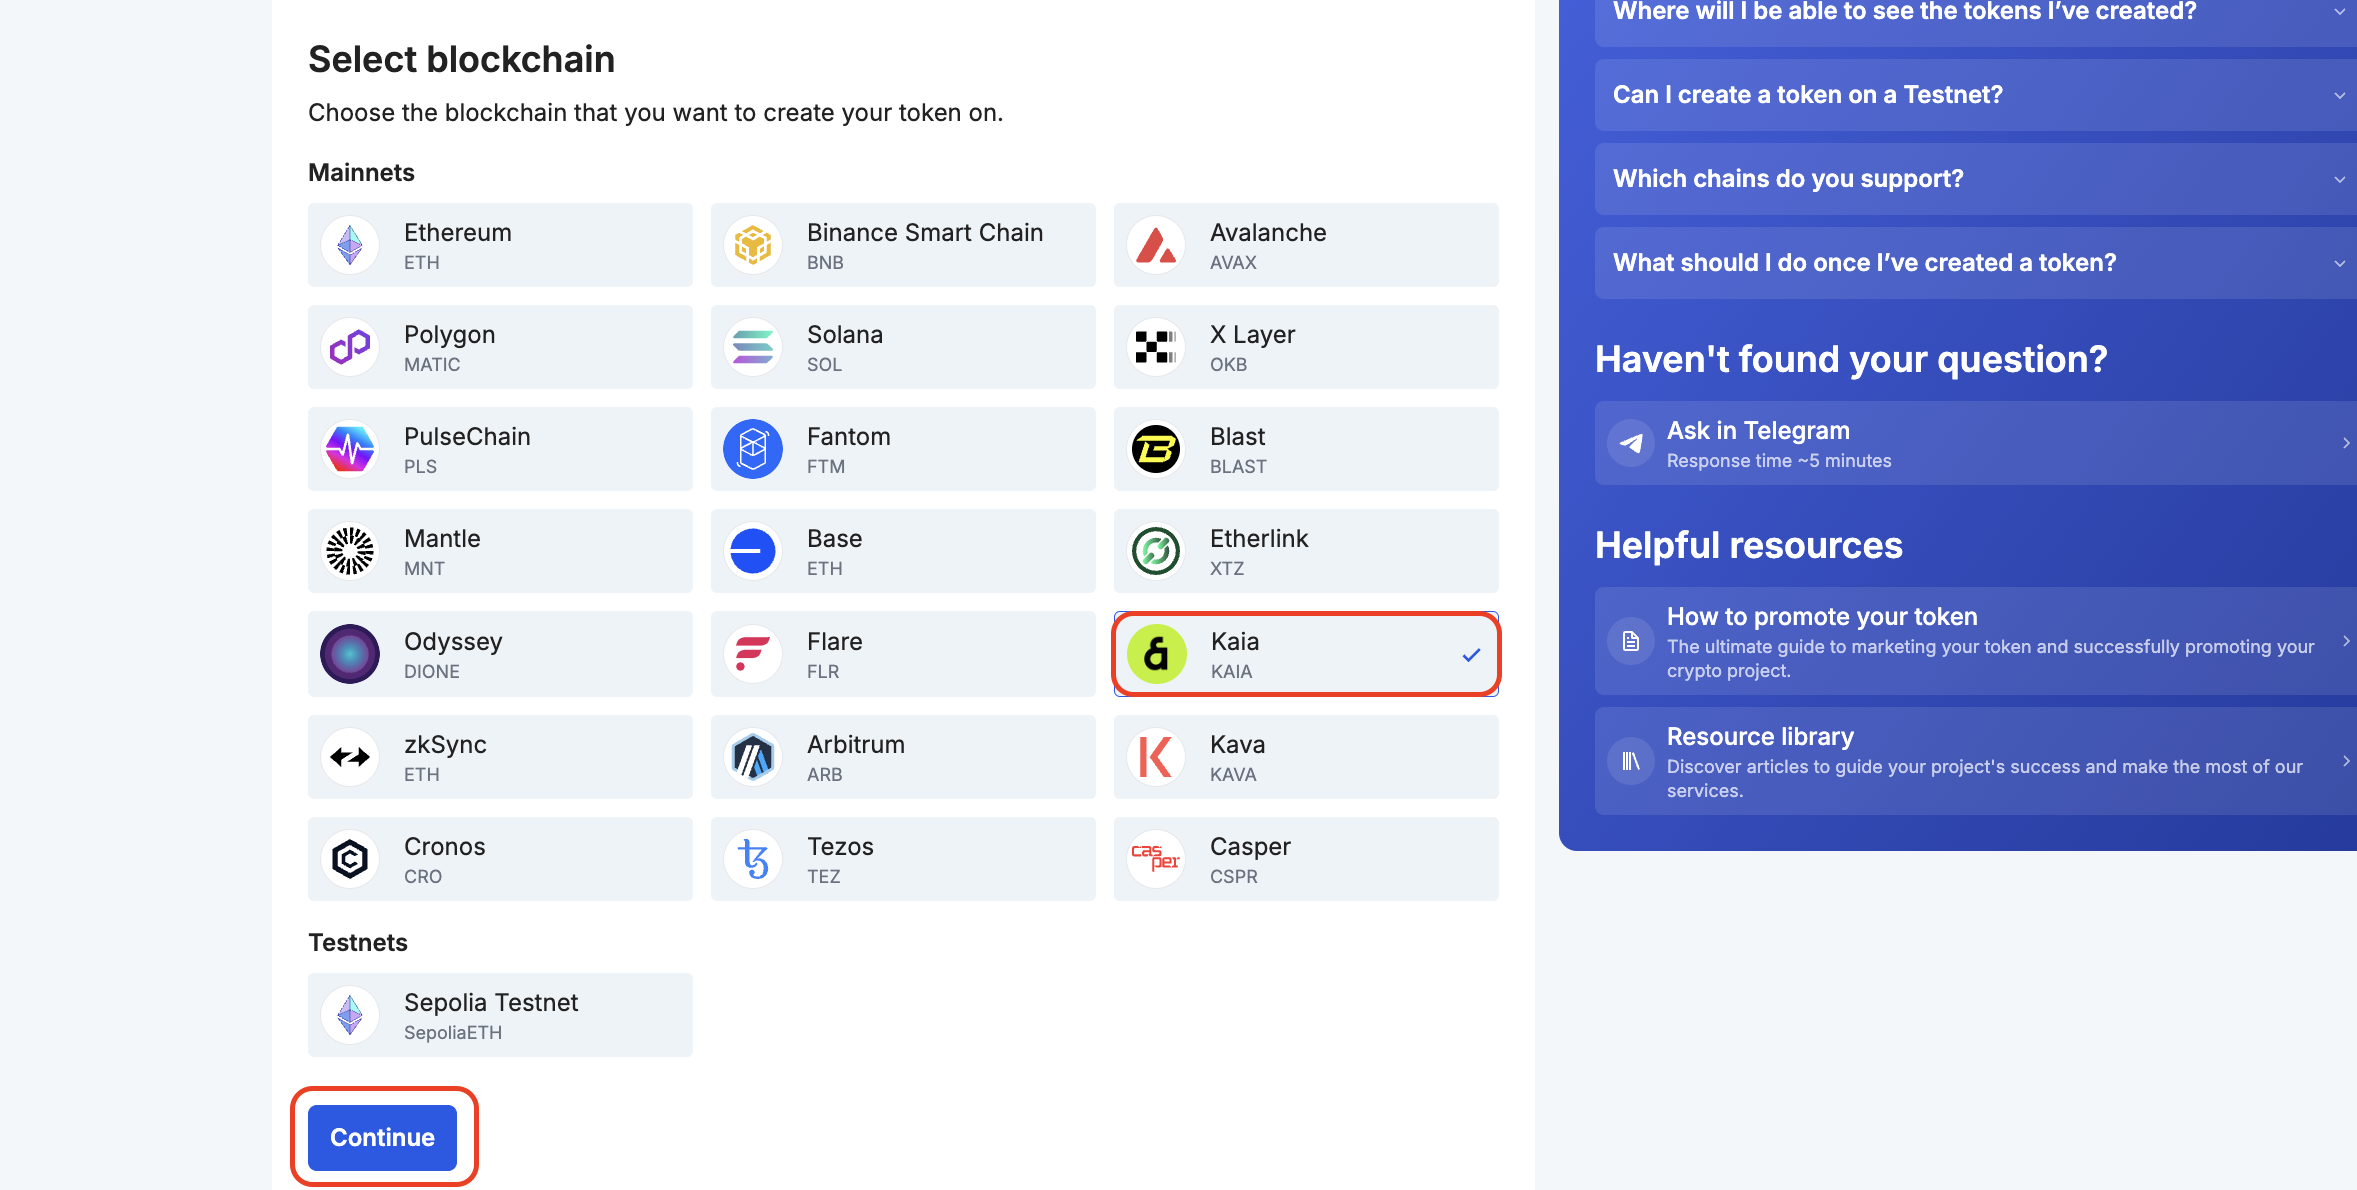 Select blockchain
Choose the blockchain that you want to create your token on.
Mainnets
Ethereum
ETH
Binance Smart Chain
BNB
Avalanche
AVAX
Polygon
MATIC
Solana
SOL
X Layer
OKB
PulseChain
PLS
Fantom
FTM
Blast
BLAST
Mantle
MNT
Base
ETH
Etherlink
XTZ
Odyssey
DIONE
Flare
FLR
Kaia
KAIA
zkSync
ETH
Arbitrum
ARB
Kava
KAVA
Cronos
CRO
Tezos
TEZ
cas
per
Casper
CSPR
Testnets
Sepolia Testnet
SepoliaETH
Continue
Where will I be able to see the tokens I’ve created?
Can I create a token on a Testnet?
Which chains do you support?
What should I do once I’ve created a token?
Haven't found your question?
Ask in Telegram
Response time ~5 minutes
Helpful resources
How to promote your token
The ultimate guide to marketing your token and successfully promoting your
crypto project.
Resource library
Discover articles to guide your project's success and make the most of our
services.